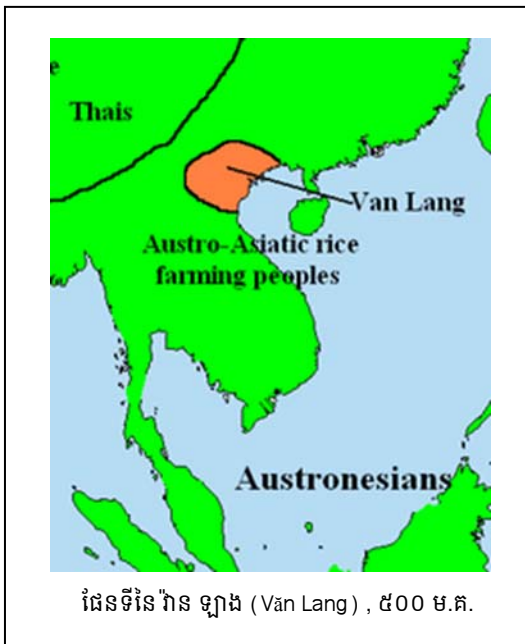 e
Thais
Van Lang
Austro-Asiatic rice
farming peoples
Austronesians
ផែនទីនៃ វ៉ាន ឡាង (Văn Lang) , ៥០០ ម.គ.